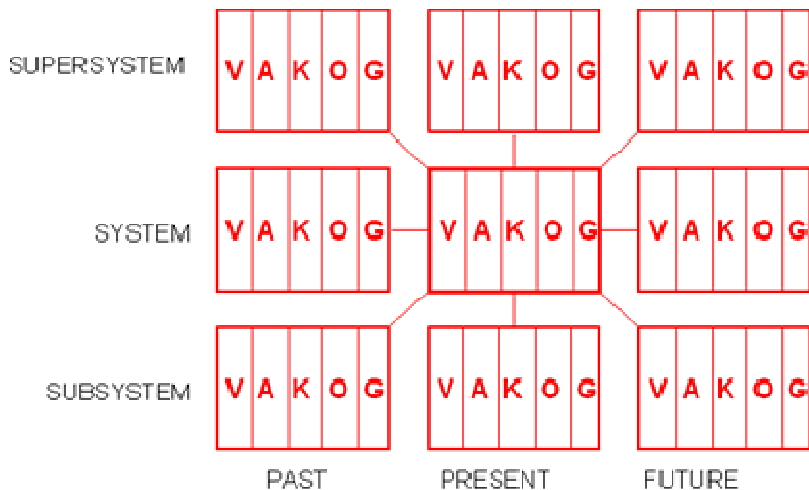 SUPERSYSTEM V A K O G V A K O G V A K O G
SYSTEM V A K O G V A K O G V A K O G
SUBSYSTEM V A K O G V A K O G V A K O G
PAST PRESENT FUTURE